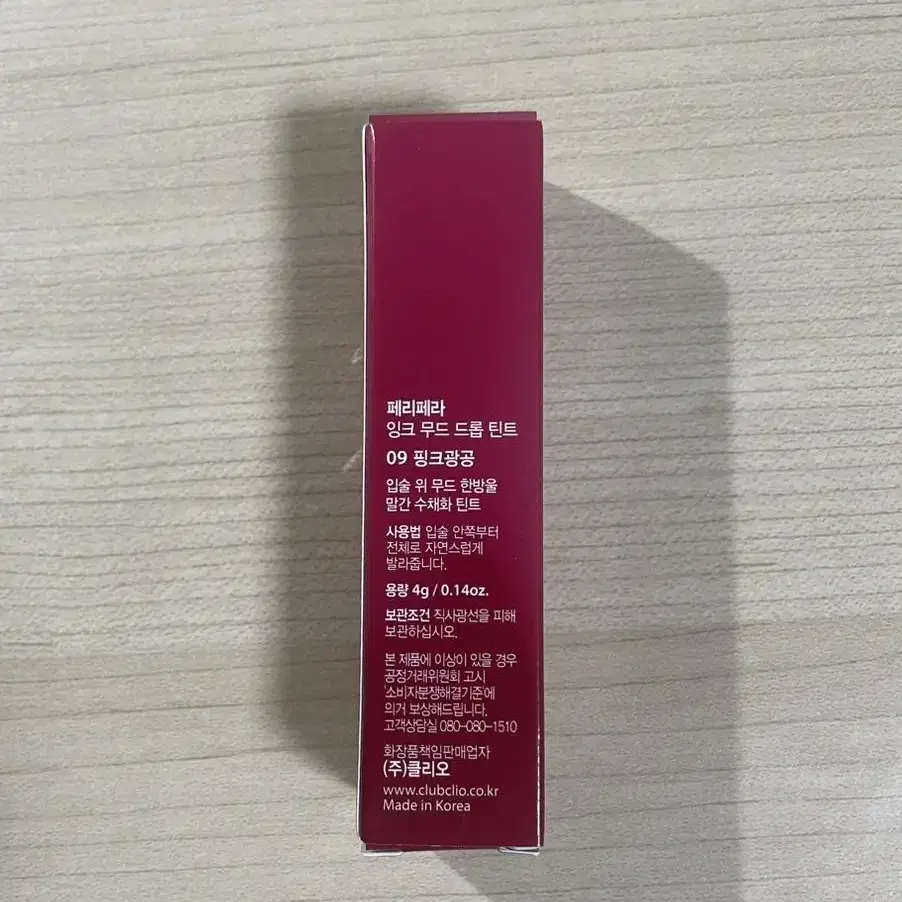 페리페라
잉크 무드 드롭 틴트
09 핑크광공
입술 위 무드 한방울
말간 수채화 틴트
사용법 입술 안쪽부터
전체로 자연스럽게
발라줍니다.
용량 4g / 0.14oz.
보관조건 직사광선을 피해
보관하십시오.
본 제품에 이상이 있을 경우
공정거래위원회 고시
'소비자분쟁해결기준'에
의거 보상해드립니다.
고객상담실 080-080-1510
화장품책임판매업자
(주)클리오
www.clubclio.co.kr
Made in Korea